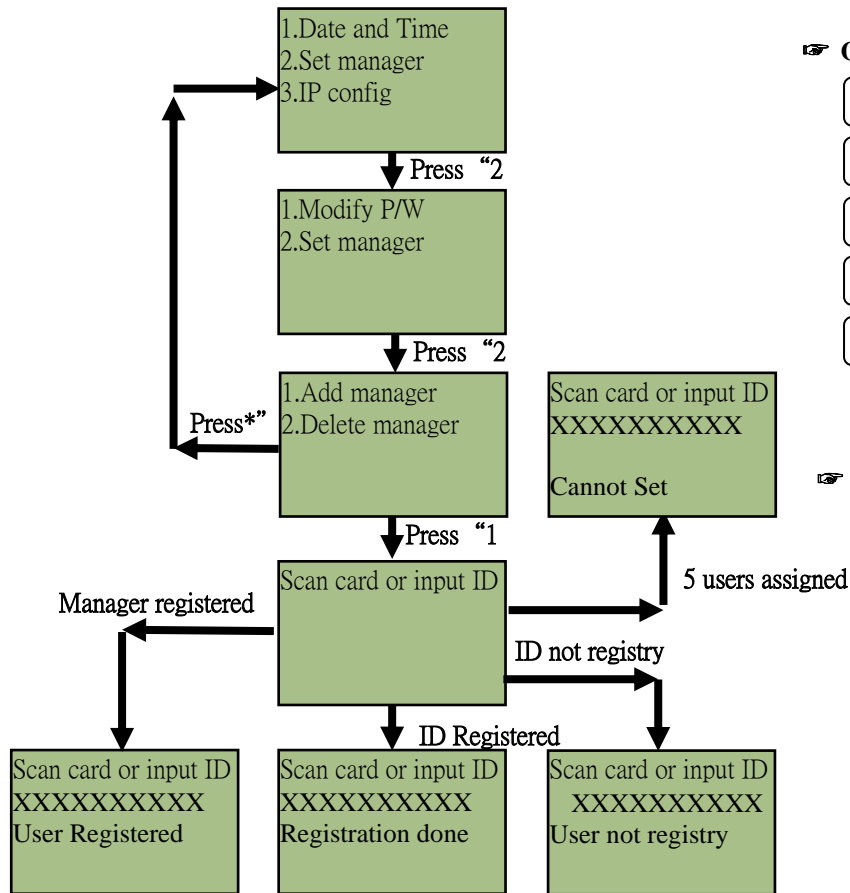 1.Date and Time
2.Set manager
3.IP config
Press “2
1.Modify P/W
2.Set manager
Press “2
1.Add manager
2.Delete manager
Press*”
Scan card or input ID
XXXXXXXXXX
Cannot Set
Press “1
Scan card or input ID
5 users assigned
Manager registered
ID not registry
ID Registered
Scan card or input ID
XXXXXXXXXX
User Registered
Scan card or input ID
XXXXXXXXXX
Registration done
Scan card or input ID
XXXXXXXXXX
User not registry